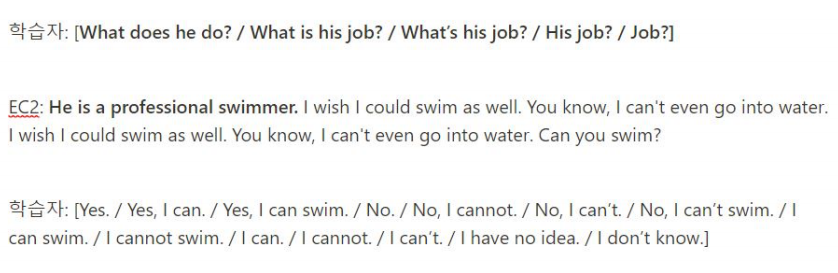 학습자: [What does he do? / What is his job? / What's his job? / His job? / Job?]
EC2: He is a professional swimmer. I wish I could swim as well. You know, I can't even go into water.
I wish I could swim as well. You know, I can't even go into water. Can you swim?
학습자: [Yes. / Yes, I can. / Yes, I can swim. / No. / No, I cannot. / No, I can't. / No, I can't swim. / I
can swim. / I cannot swim. / I can. / I cannot. / I can't. / I have no idea. / I don't know.]